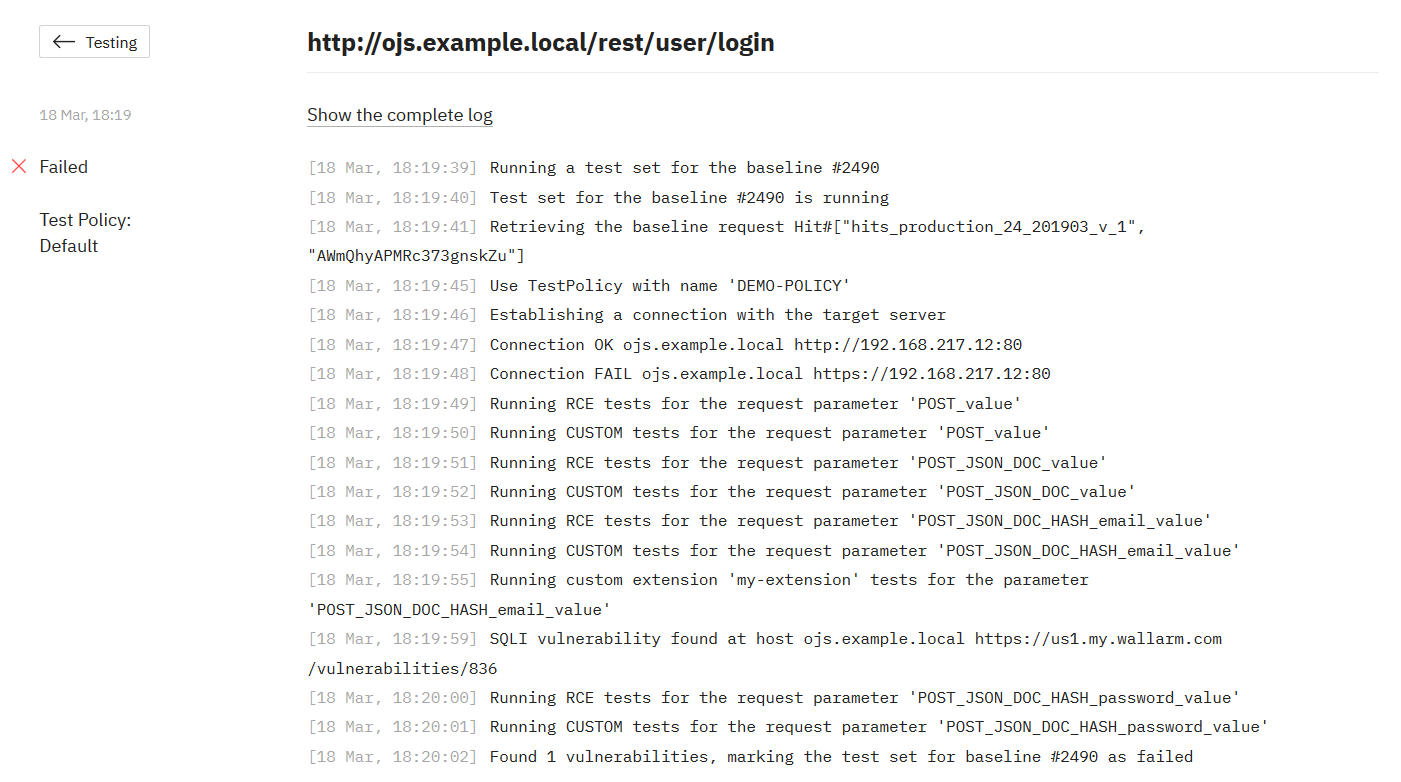 ← Testing
http://ojs.example.local/rest/user/login
18 Mar, 18:19
Show the complete log
Failed
Test Policy:
Default
[18 Mar, 18:19:39] Running a test set for the baseline #2490
[18 Mar, 18:19:40] Test set for the baseline #2490 is running
[18 Mar, 18:19:41] Retrieving the baseline request Hit#["hits_production_24_201903_v_1",
"AWmQhyAPMRc373gnskZu"]
[18 Mar, 18:19:45] Use TestPolicy with name 'DEMO-POLICY'
[18 Mar, 18:19:46] Establishing a connection with the target server
[18 Mar, 18:19:47] Connection OK ojs.example.local http://192.168.217.12:80
[18 Mar, 18:19:48] Connection FAIL ojs.example.local https://192.168.217.12:80
[18 Mar, 18:19:49] Running RCE tests for the request parameter 'POST_value'
[18 Mar, 18:19:50] Running CUSTOM tests for the request parameter 'POST_value'
[18 Mar, 18:19:51] Running RCE tests for the request parameter 'POST_JSON_DOC_value'
[18 Mar, 18:19:52] Running CUSTOM tests for the request parameter 'POST_JSON_DOC_value'
[18 Mar, 18:19:53] Running RCE tests for the request parameter 'POST_JSON_DOC_HASH_email_value'
[18 Mar, 18:19:54] Running CUSTOM tests for the request parameter 'POST_JSON_DOC_HASH_email_value'
[18 Mar, 18:19:55] Running custom extension 'my-extension' tests for the parameter
'POST_JSON_DOC_HASH_email_value'
[18 Mar, 18:19:59] SQLI vulnerability found at host ojs.example.local https://us1.my.wallarm.com
/vulnerabilities/836
[18 Mar, 18:20:00] Running RCE tests for the request parameter 'POST_JSON_DOC_HASH_password_value'
[18 Mar, 18:20:01] Running CUSTOM tests for the request parameter 'POST_JSON_DOC_HASH_password_value'
[18 Mar, 18:20:02] Found 1 vulnerabilities, marking the test set for baseline #2490 as failed